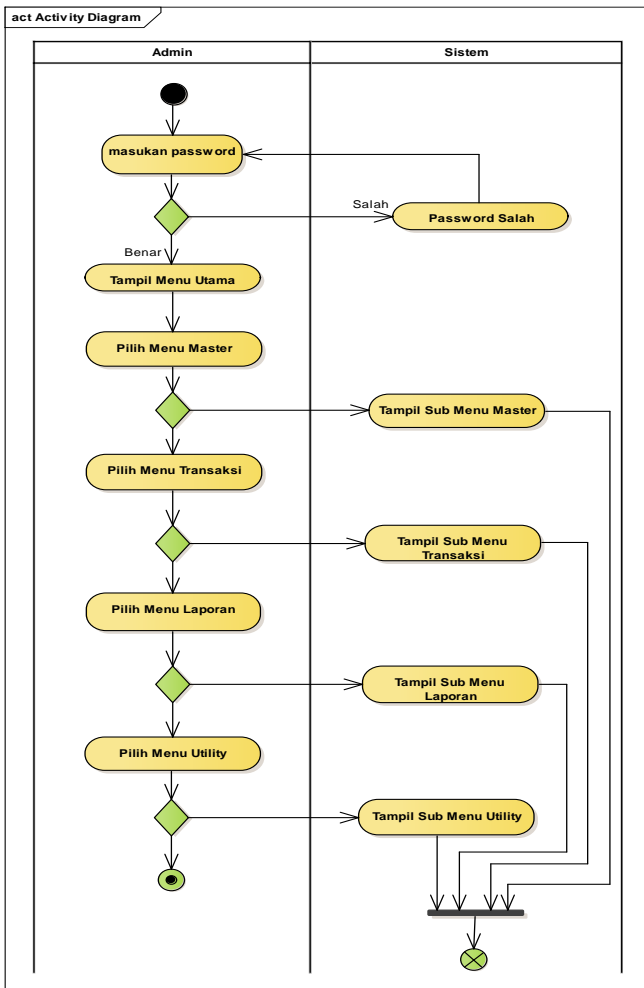 act Activity Diagram
Admin
Sistem
masukan password
Salah
Password Salah
Benar
Tampil Menu Utama
Pilih Menu Master
Tampil Sub Menu Master
Pilih Menu Transaksi
Tampil Sub Menu
Transaksi
Pilih Menu Laporan
Tampil Sub Menu
Laporan
Pilih Menu Utility
Tampil Sub Menu Utility